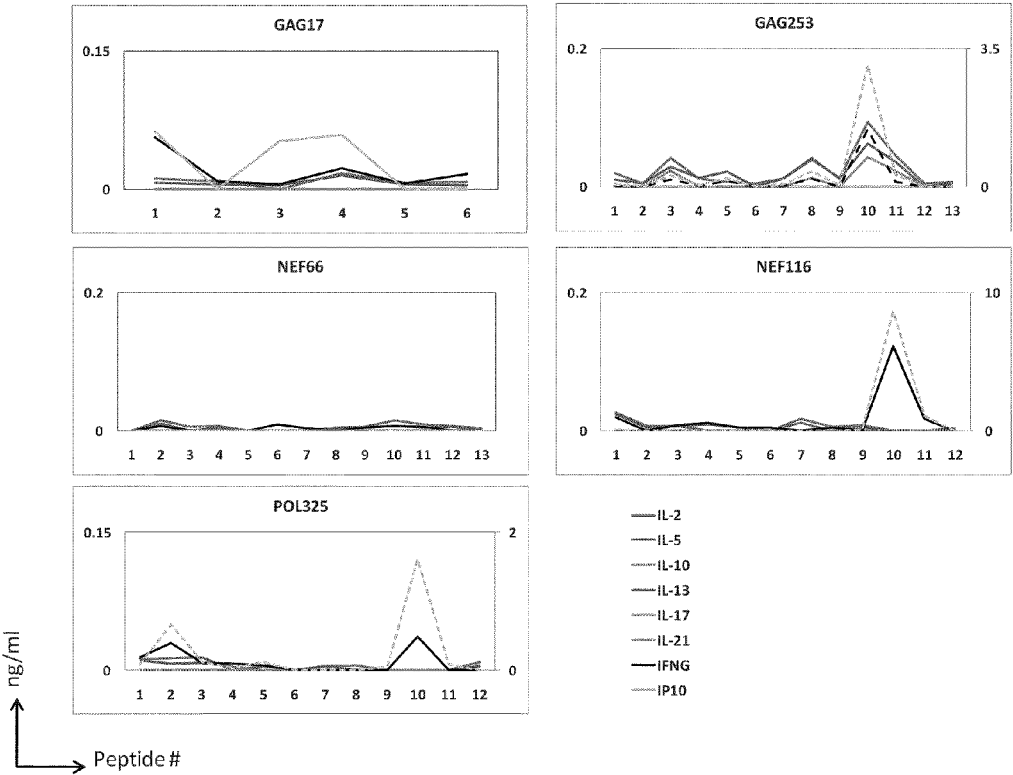 GAG17
0.15
0
1 2 3 4 5 6
GAG253
0.2 3.5
0 0
1 2 3 4 5 6 7 8 9 10 11 12 13
NEF66
0.2
0
1 2 3 4 5 6 7 8 9 10 11 12 13
NEF116
0.2 10
0 0
1 2 3 4 5 6 7 8 9 10 11 12
POL325
0.15 2
0 0
1 2 3 4 5 6 7 8 9 10 11 12
IL-2
IL-5
IL-10
IL-13
IL-17
IL-21
IFNG
IP10
ng/ml
Peptide #